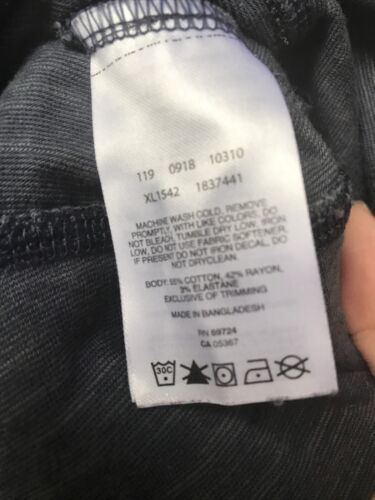 119 0918 10310
XL1542 1837441
MACHINE WASH COLD, REMOVE
PROMPTLY, WITH LIKE COLORS. DO
NOT BLEACH, TUMBLE DRY LOW. IRON
LOW. DO NOT USE FABRIC SOFTENER.
IF PRESENT DO NOT IRON DECAL, DO
NOT DRYCLEAN.
BODY: 55% COTTON, 42% RAYON,
3% ELASTANE
EXCLUSIVE OF TRIMMING
MADE IN BANGLADESH
RN 59724
CA 05367
30C